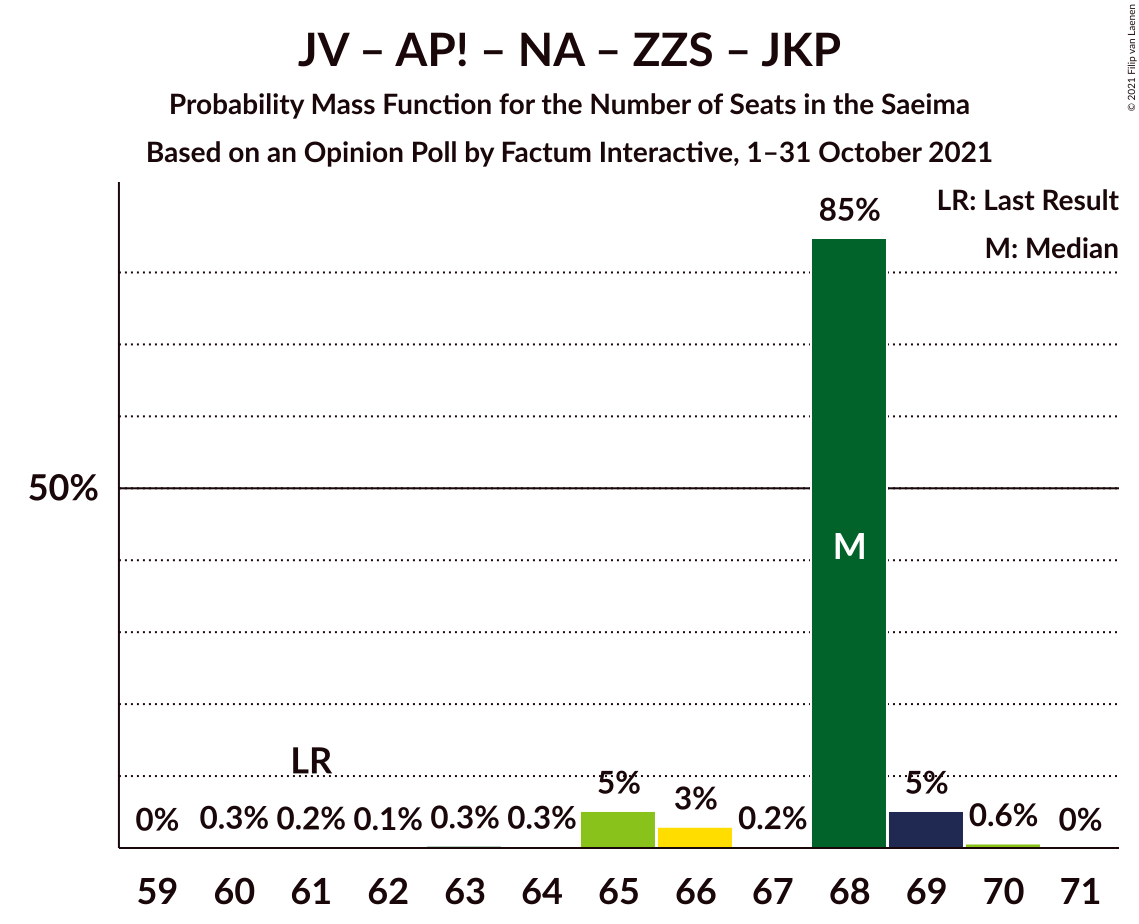 JV – AP! – NA – ZZS – JKP
Probability Mass Function for the Number of Seats in the Saeima
Based on an Opinion Poll by Factum Interactive, 1–31 October 2021
© 2021 Filip van Laenen
LR: Last Result
M: Median
85%
50%
M
LR
0% 0.3% 0.2% 0.1% 0.3% 0.3% 5% 3% 0.2% 5% 0.6% 0%
59 60 61 62 63 64 65 66 67 68 69 70 71